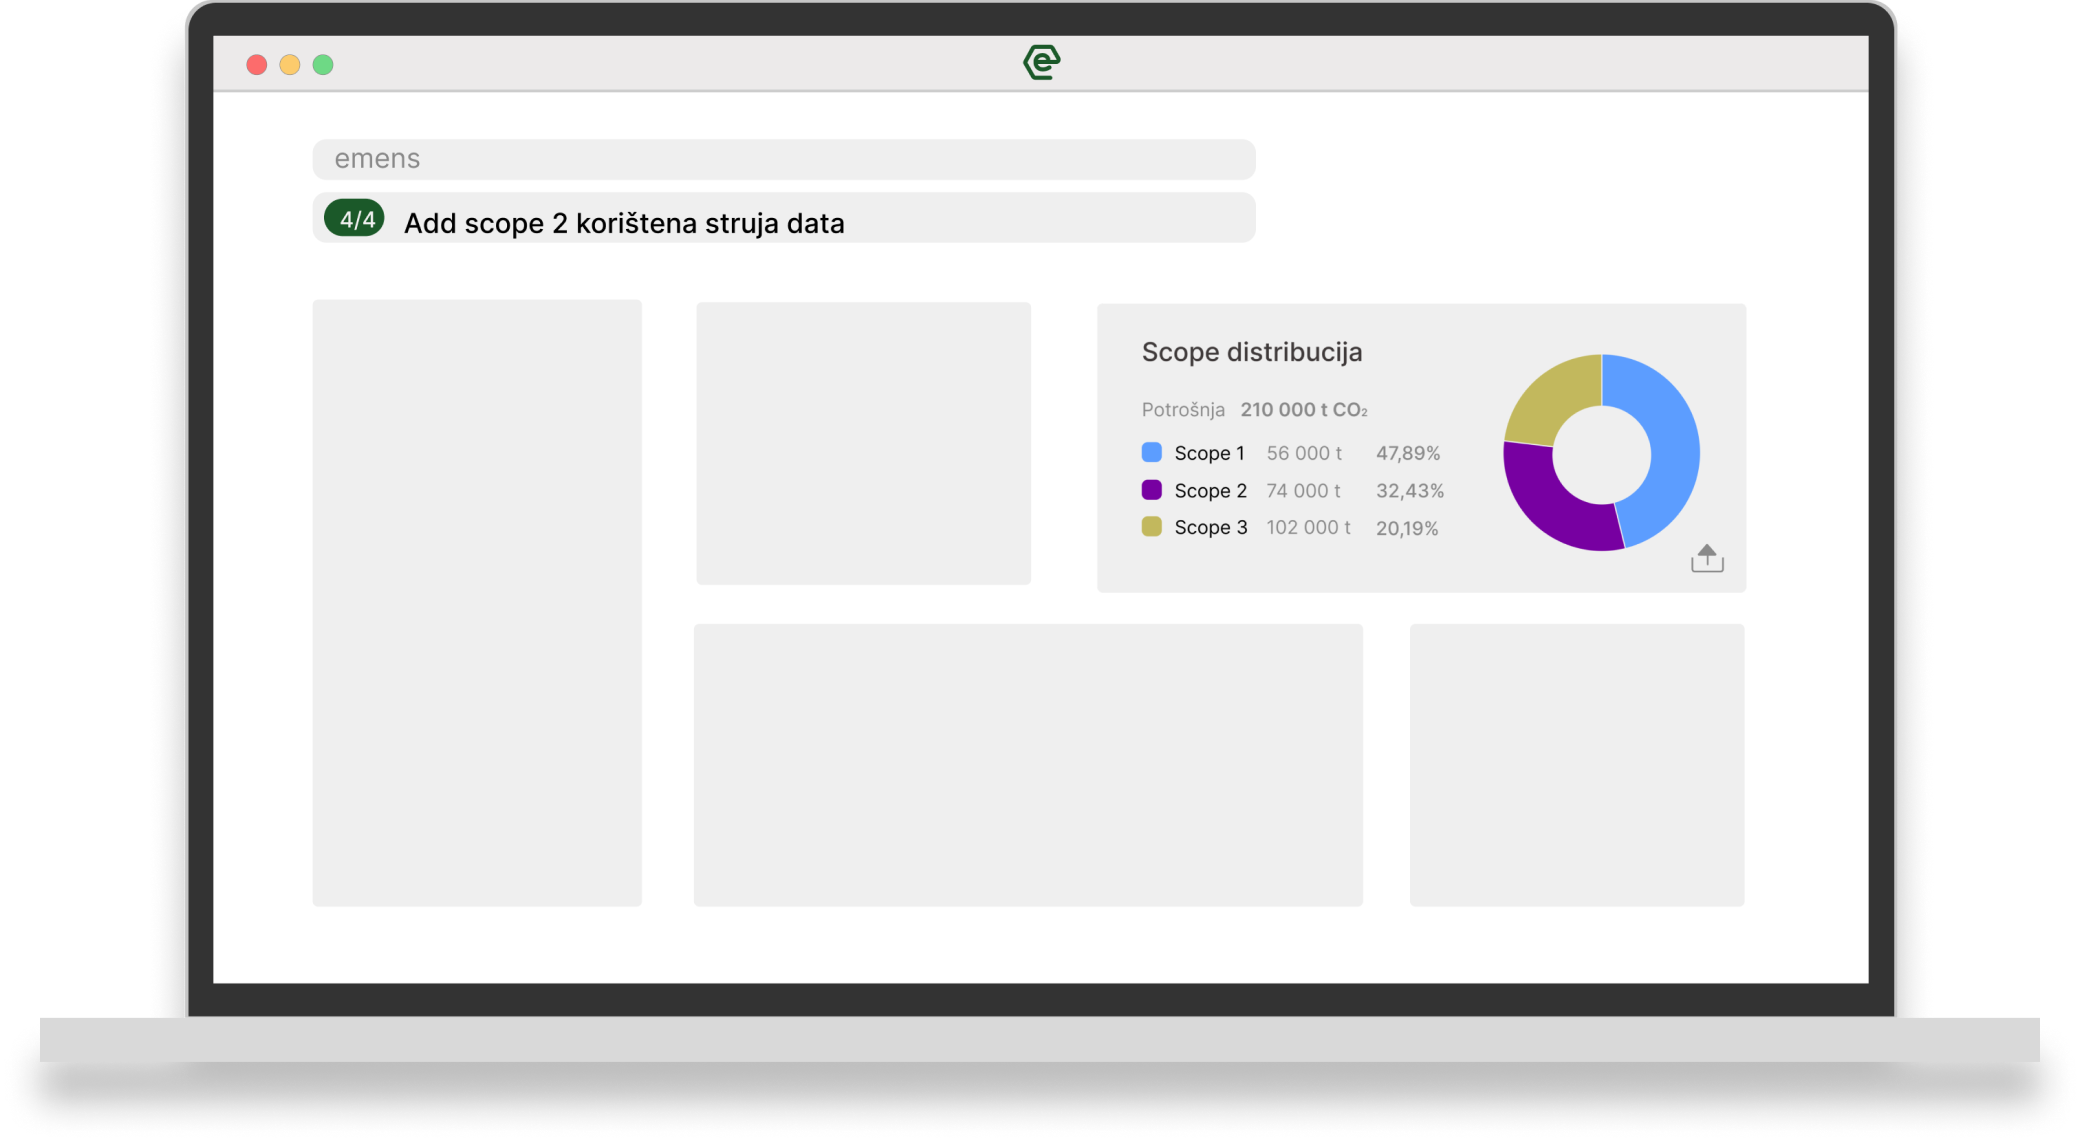 emens
4/4 Add scope 2 korištena struja data
Scope distribucija
Potrošnja 210 000 t CO₂
Scope 1 56 000 t 47,89%
Scope 2 74 000 t 32,43%
Scope 3 102 000 t 20,19%